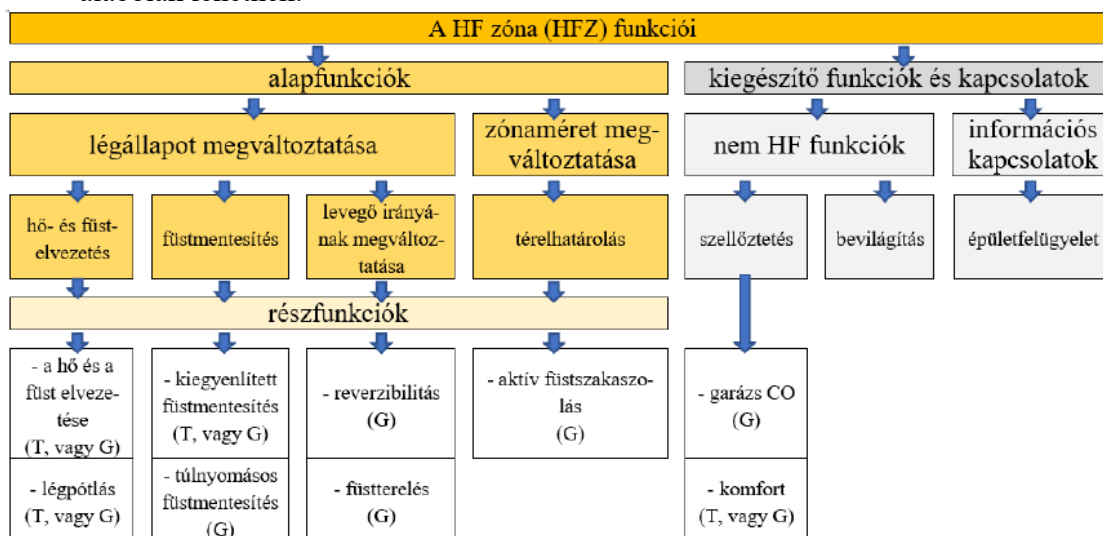 A HF zóna (HFZ) funkciói
alapfunkciók
kiegészítő funkciók és kapcsolatok
légállapot megváltoztatása
zónaméret meg-
változtatása
nem HF funkciók
információs
kapcsolatok
hő- és füst-
elvezetés
füstmentesítés
levegő irányá-
nak megváltoz-
tatása
térelhatárolás
szellőztetés
bevilágítás
épületfelügyelet
részfunkciók
- a hő és a
füst elveze-
tése
(T, vagy G)
- kiegyenlített
füstmentesítés
(T, vagy G)
- reverzibilitás
(G)
- aktív füstszakaszo-
lás
(G)
- garázs CO
(G)
- légpótlás
(T, vagy G)
- túlnyomásos
füstmentesítés
(G)
- füstterelés
(G)
- komfort
(T, vagy G)